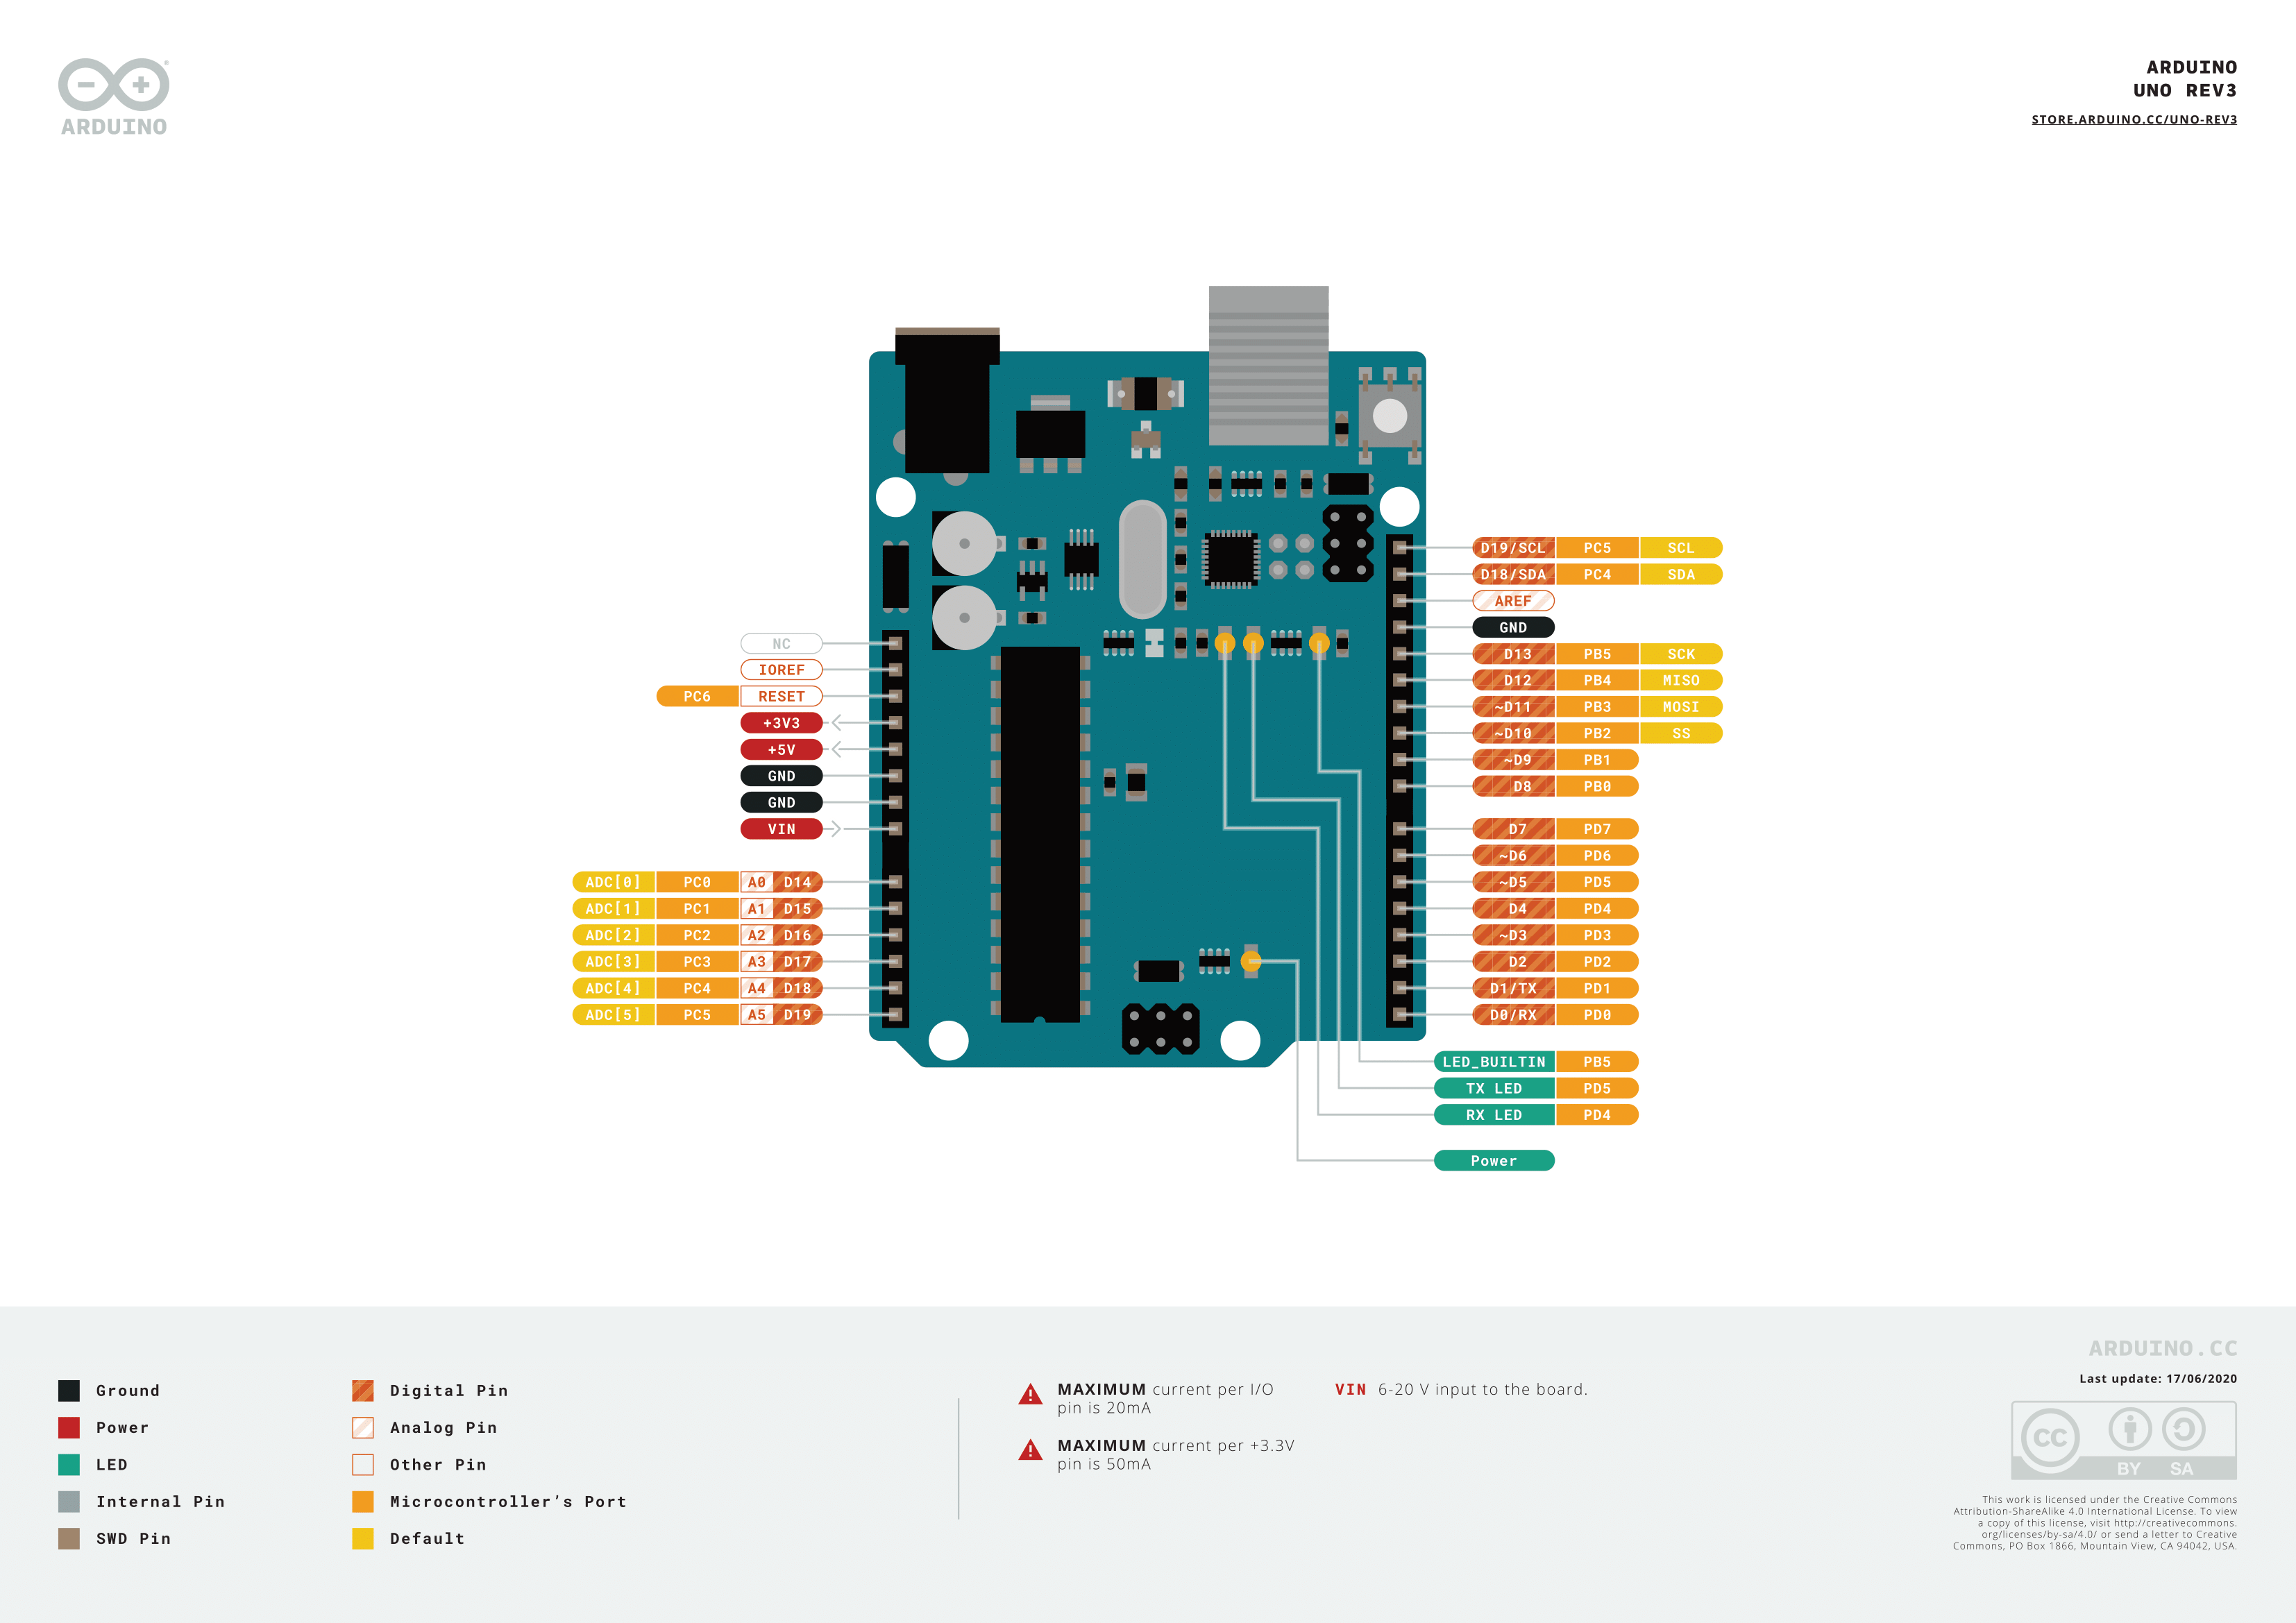 ARDUINO
ARDUINO
UNO REV3
STORE.ARDUINO.CC/UNO-REV3
NC
IOREF
PC6 RESET
+3V3
+5V
GND
GND
VIN
ADC[0] PC0 A0 D14
ADC[1] PC1 A1 D15
ADC[2] PC2 A2 D16
ADC[3] PC3 A3 D17
ADC[4] PC4 A4 D18
ADC[5] PC5 A5 D19
D19/SCL PC5 SCL
D18/SDA PC4 SDA
AREF
GND
D13 PB5 SCK
D12 PB4 MISO
~D11 PB3 MOSI
~D10 PB2 SS
~D9 PB1
D8 PB0
D7 PD7
~D6 PD6
~D5 PD5
D4 PD4
~D3 PD3
D2 PD2
D1/TX PD1
D0/RX PD0
LED_BUILTIN PB5
TX LED PD5
RX LED PD4
Power
Ground
Power
LED
Internal Pin
SWD Pin
Digital Pin
Analog Pin
Other Pin
Microcontroller's Port
Default
MAXIMUM current per I/O
pin is 20mA
MAXIMUM current per +3.3V
pin is 50mA
VIN 6-20 V input to the board.
ARDUINO.CC
Last update: 17/06/2020
CC
BY SA
This work is licensed under the Creative Commons
Attribution-ShareAlike 4.0 International License. To view
a copy of this license, visit http://creativecommons.
org/licenses/by-sa/4.0/ or send a letter to Creative
Commons, PO Box 1866, Mountain View, CA 94042, USA.